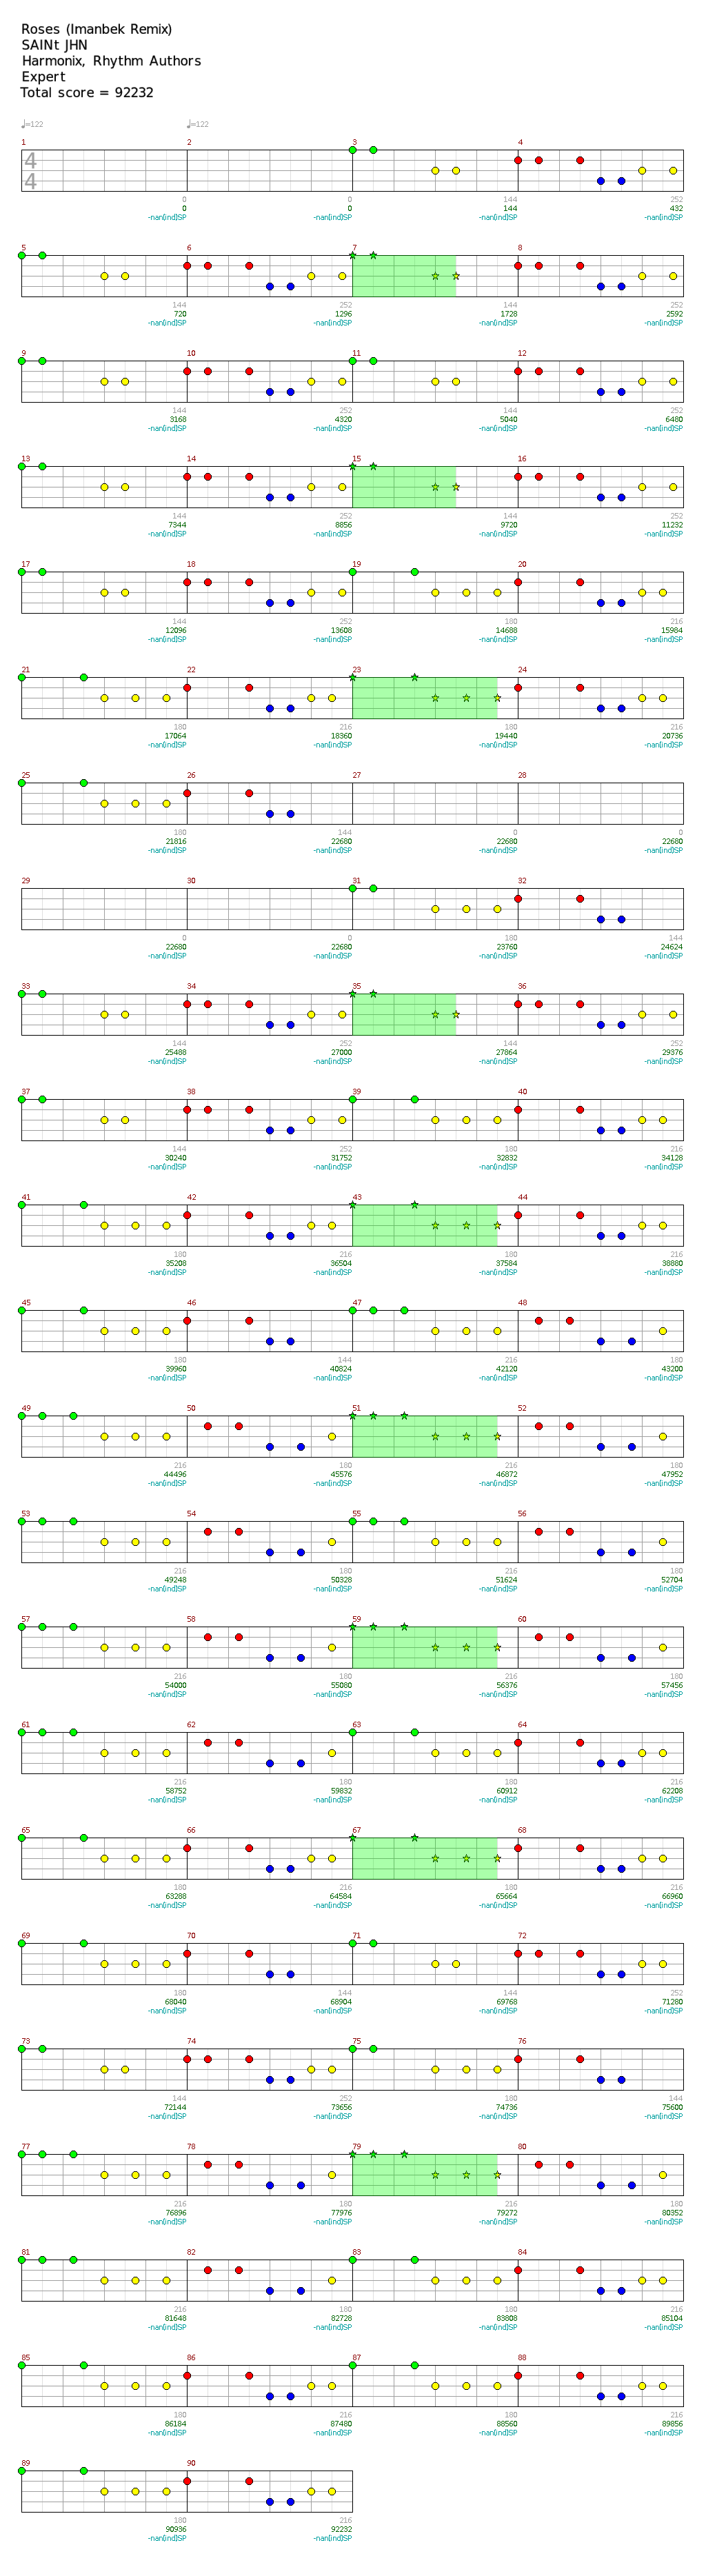 Roses (Imanbek Remix)
SAINt JHN
Harmonix, Rhythm Authors
Expert
Total score = 92232
♩=122 ♩=122
1 2 3 4
4
4
0 0 144 252
0 0 144 432
-nan(ind)SP -nan(ind)SP -nan(ind)SP -nan(ind)SP
5 6 7 8
144 252 144 252
720 1296 1728 2592
-nan(ind)SP -nan(ind)SP -nan(ind)SP -nan(ind)SP
9 10 11 12
144 252 144 252
3168 4320 5040 6480
-nan(ind)SP -nan(ind)SP -nan(ind)SP -nan(ind)SP
13 14 15 16
144 252 144 252
7344 8856 9720 11232
-nan(ind)SP -nan(ind)SP -nan(ind)SP -nan(ind)SP
17 18 19 20
144 252 180 216
12096 13608 14688 15984
-nan(ind)SP -nan(ind)SP -nan(ind)SP -nan(ind)SP
21 22 23 24
180 216 180 216
17064 18360 19440 20736
-nan(ind)SP -nan(ind)SP -nan(ind)SP -nan(ind)SP
25 26 27 28
180 144 0 0
21816 22680 22680 22680
-nan(ind)SP -nan(ind)SP -nan(ind)SP -nan(ind)SP
29 30 31 32
0 0 180 144
22680 22680 23760 24624
-nan(ind)SP -nan(ind)SP -nan(ind)SP -nan(ind)SP
33 34 35 36
144 252 144 252
25488 27000 27864 29376
-nan(ind)SP -nan(ind)SP -nan(ind)SP -nan(ind)SP
37 38 39 40
144 252 180 216
30240 31752 32832 34128
-nan(ind)SP -nan(ind)SP -nan(ind)SP -nan(ind)SP
41 42 43 44
180 216 180 216
35208 36504 37584 38880
-nan(ind)SP -nan(ind)SP -nan(ind)SP -nan(ind)SP
45 46 47 48
180 144 216 180
39960 40824 42120 43200
-nan(ind)SP -nan(ind)SP -nan(ind)SP -nan(ind)SP
49 50 51 52
216 180 216 180
44496 45576 46872 47952
-nan(ind)SP -nan(ind)SP -nan(ind)SP -nan(ind)SP
53 54 55 56
216 180 216 180
49248 50328 51624 52704
-nan(ind)SP -nan(ind)SP -nan(ind)SP -nan(ind)SP
57 58 59 60
216 180 216 180
54000 55080 56376 57456
-nan(ind)SP -nan(ind)SP -nan(ind)SP -nan(ind)SP
61 62 63 64
216 180 180 216
58752 59832 60912 62208
-nan(ind)SP -nan(ind)SP -nan(ind)SP -nan(ind)SP
65 66 67 68
180 216 180 216
63288 64584 65664 66960
-nan(ind)SP -nan(ind)SP -nan(ind)SP -nan(ind)SP
69 70 71 72
180 144 144 252
68040 68904 69768 71280
-nan(ind)SP -nan(ind)SP -nan(ind)SP -nan(ind)SP
73 74 75 76
144 252 180 144
72144 73656 74736 75600
-nan(ind)SP -nan(ind)SP -nan(ind)SP -nan(ind)SP
77 78 79 80
216 180 216 180
76896 77976 79272 80352
-nan(ind)SP -nan(ind)SP -nan(ind)SP -nan(ind)SP
81 82 83 84
216 180 180 216
81648 82728 83808 85104
-nan(ind)SP -nan(ind)SP -nan(ind)SP -nan(ind)SP
85 86 87 88
180 216 180 216
86184 87480 88560 89856
-nan(ind)SP -nan(ind)SP -nan(ind)SP -nan(ind)SP
89 90
180 216
90936 92232
-nan(ind)SP -nan(ind)SP